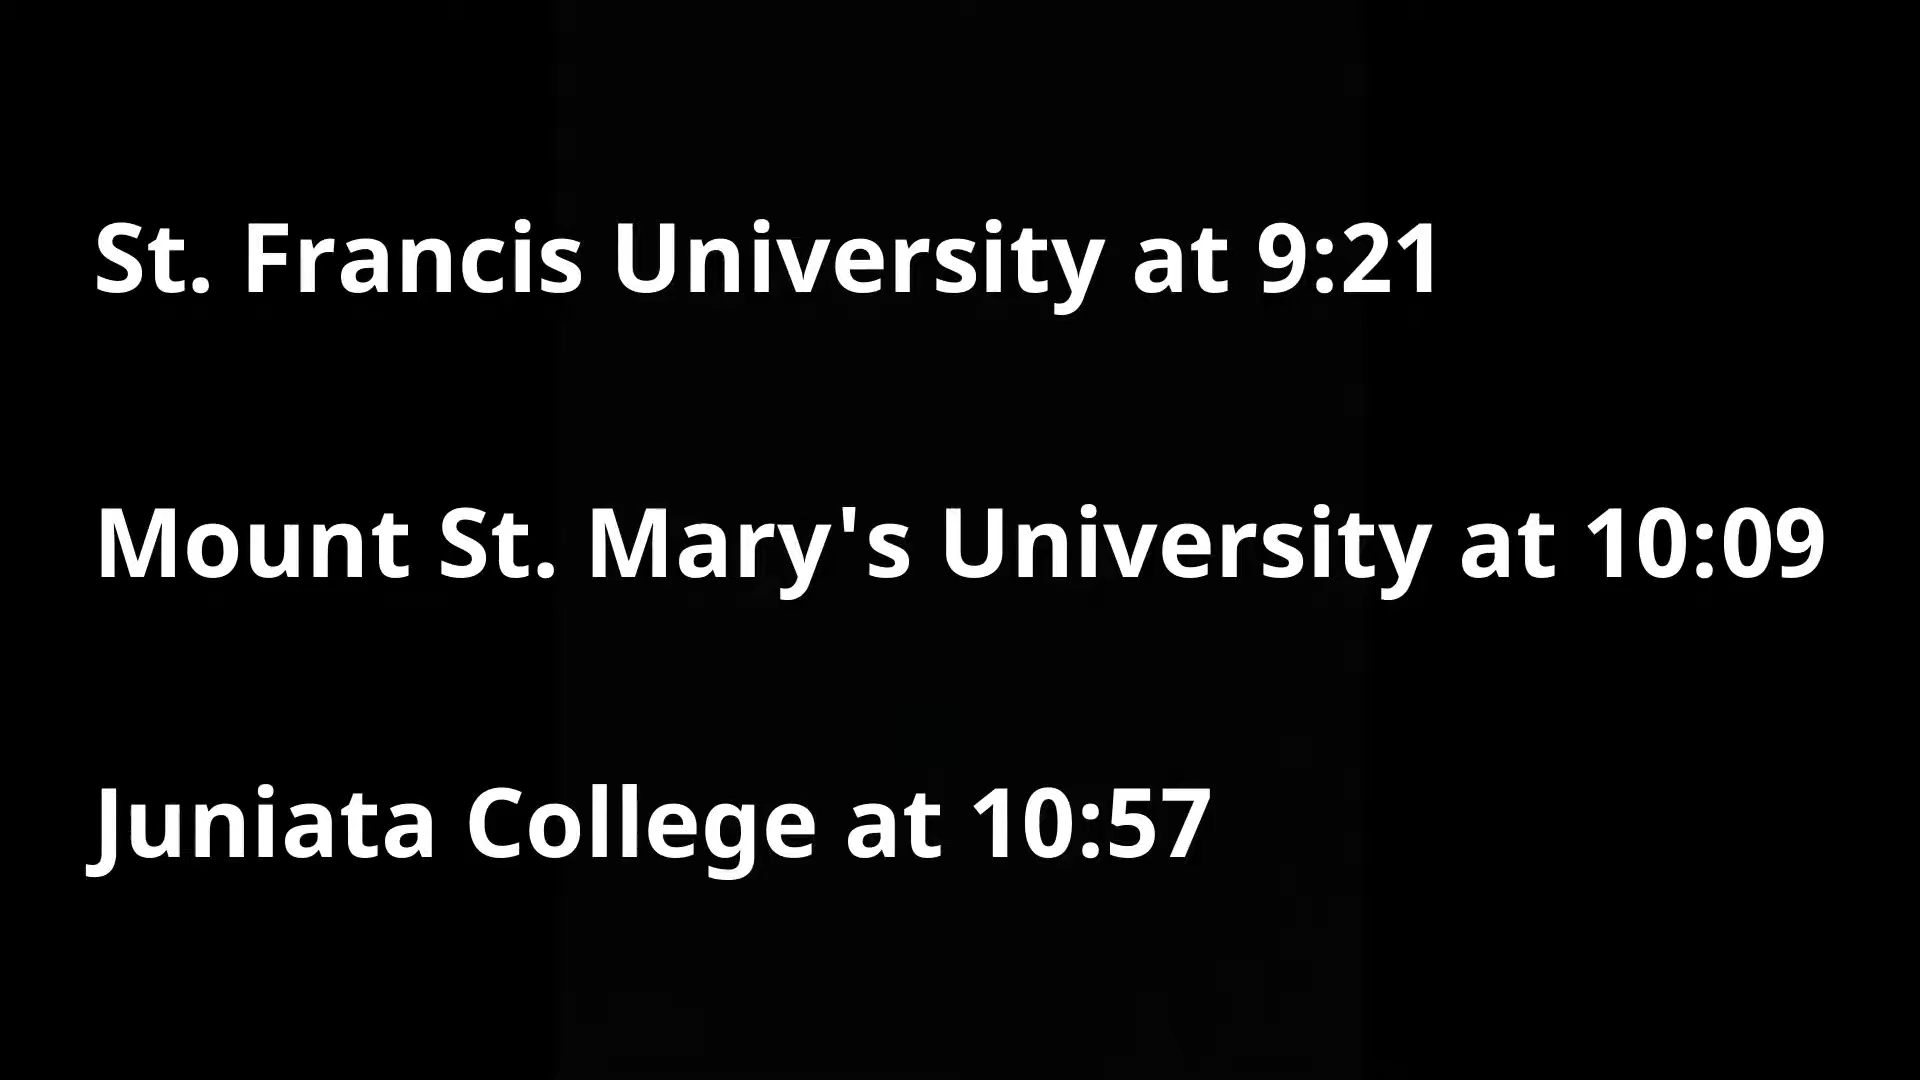 St. Francis University at 9:21
Mount St. Mary's University at 10:09
Juniata College at 10:57